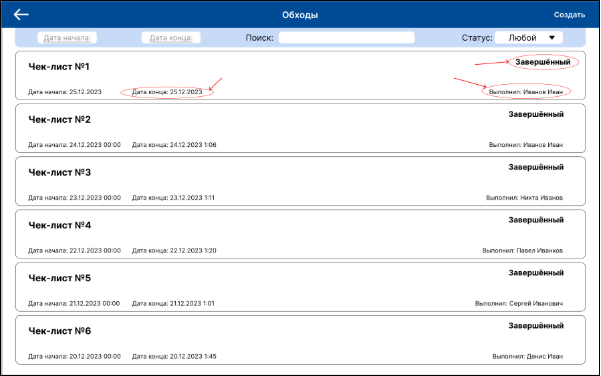 Обходы
Создать
Дата начала:
Дата конца:
Поиск:
Статус:
Любой
Чек-лист №1
Завершённый
Дата начала: 25.12.2023
Дата конца: 25.12.2023
Выполнил: Иванов Иван
Чек-лист №2
Завершённый
Дата начала: 24.12.2023 00:00
Дата конца: 24.12.2023 1:06
Выполнил: Иванов Иван
Чек-лист №3
Завершённый
Дата начала: 23.12.2023 00:00
Дата конца: 23.12.2023 1:11
Выполнил: Никта Иванов
Чек-лист №4
Завершённый
Дата начала: 22.12.2023 00:00
Дата конца: 22.12.2023 1:20
Выполнил: Павел Иванков
Чек-лист №5
Завершённый
Дата начала: 21.12.2023 00:00
Дата конца: 21.12.2023 1:01
Выполнил: Сергей Иванович
Чек-лист №6
Завершённый
Дата начала: 20.12.2023 00:00
Дата конца: 20.12.2023 1:45
Выполнил: Денис Иван